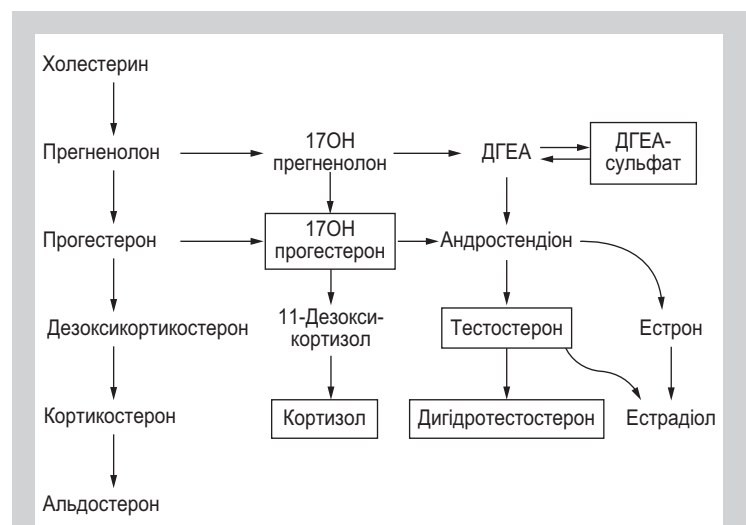 Холестерин
Прегненолон
17ОН
прегненолон
ДГЕА
ДГЕА-
сульфат
Прогестерон
17ОН
прогестерон
Андростендіон
Дезоксикортикостерон
11-Дезокси-
кортизол
Тестостерон
Естрон
Кортикостерон
Кортизол
Дигідротестостерон
Естрадіол
Альдостерон